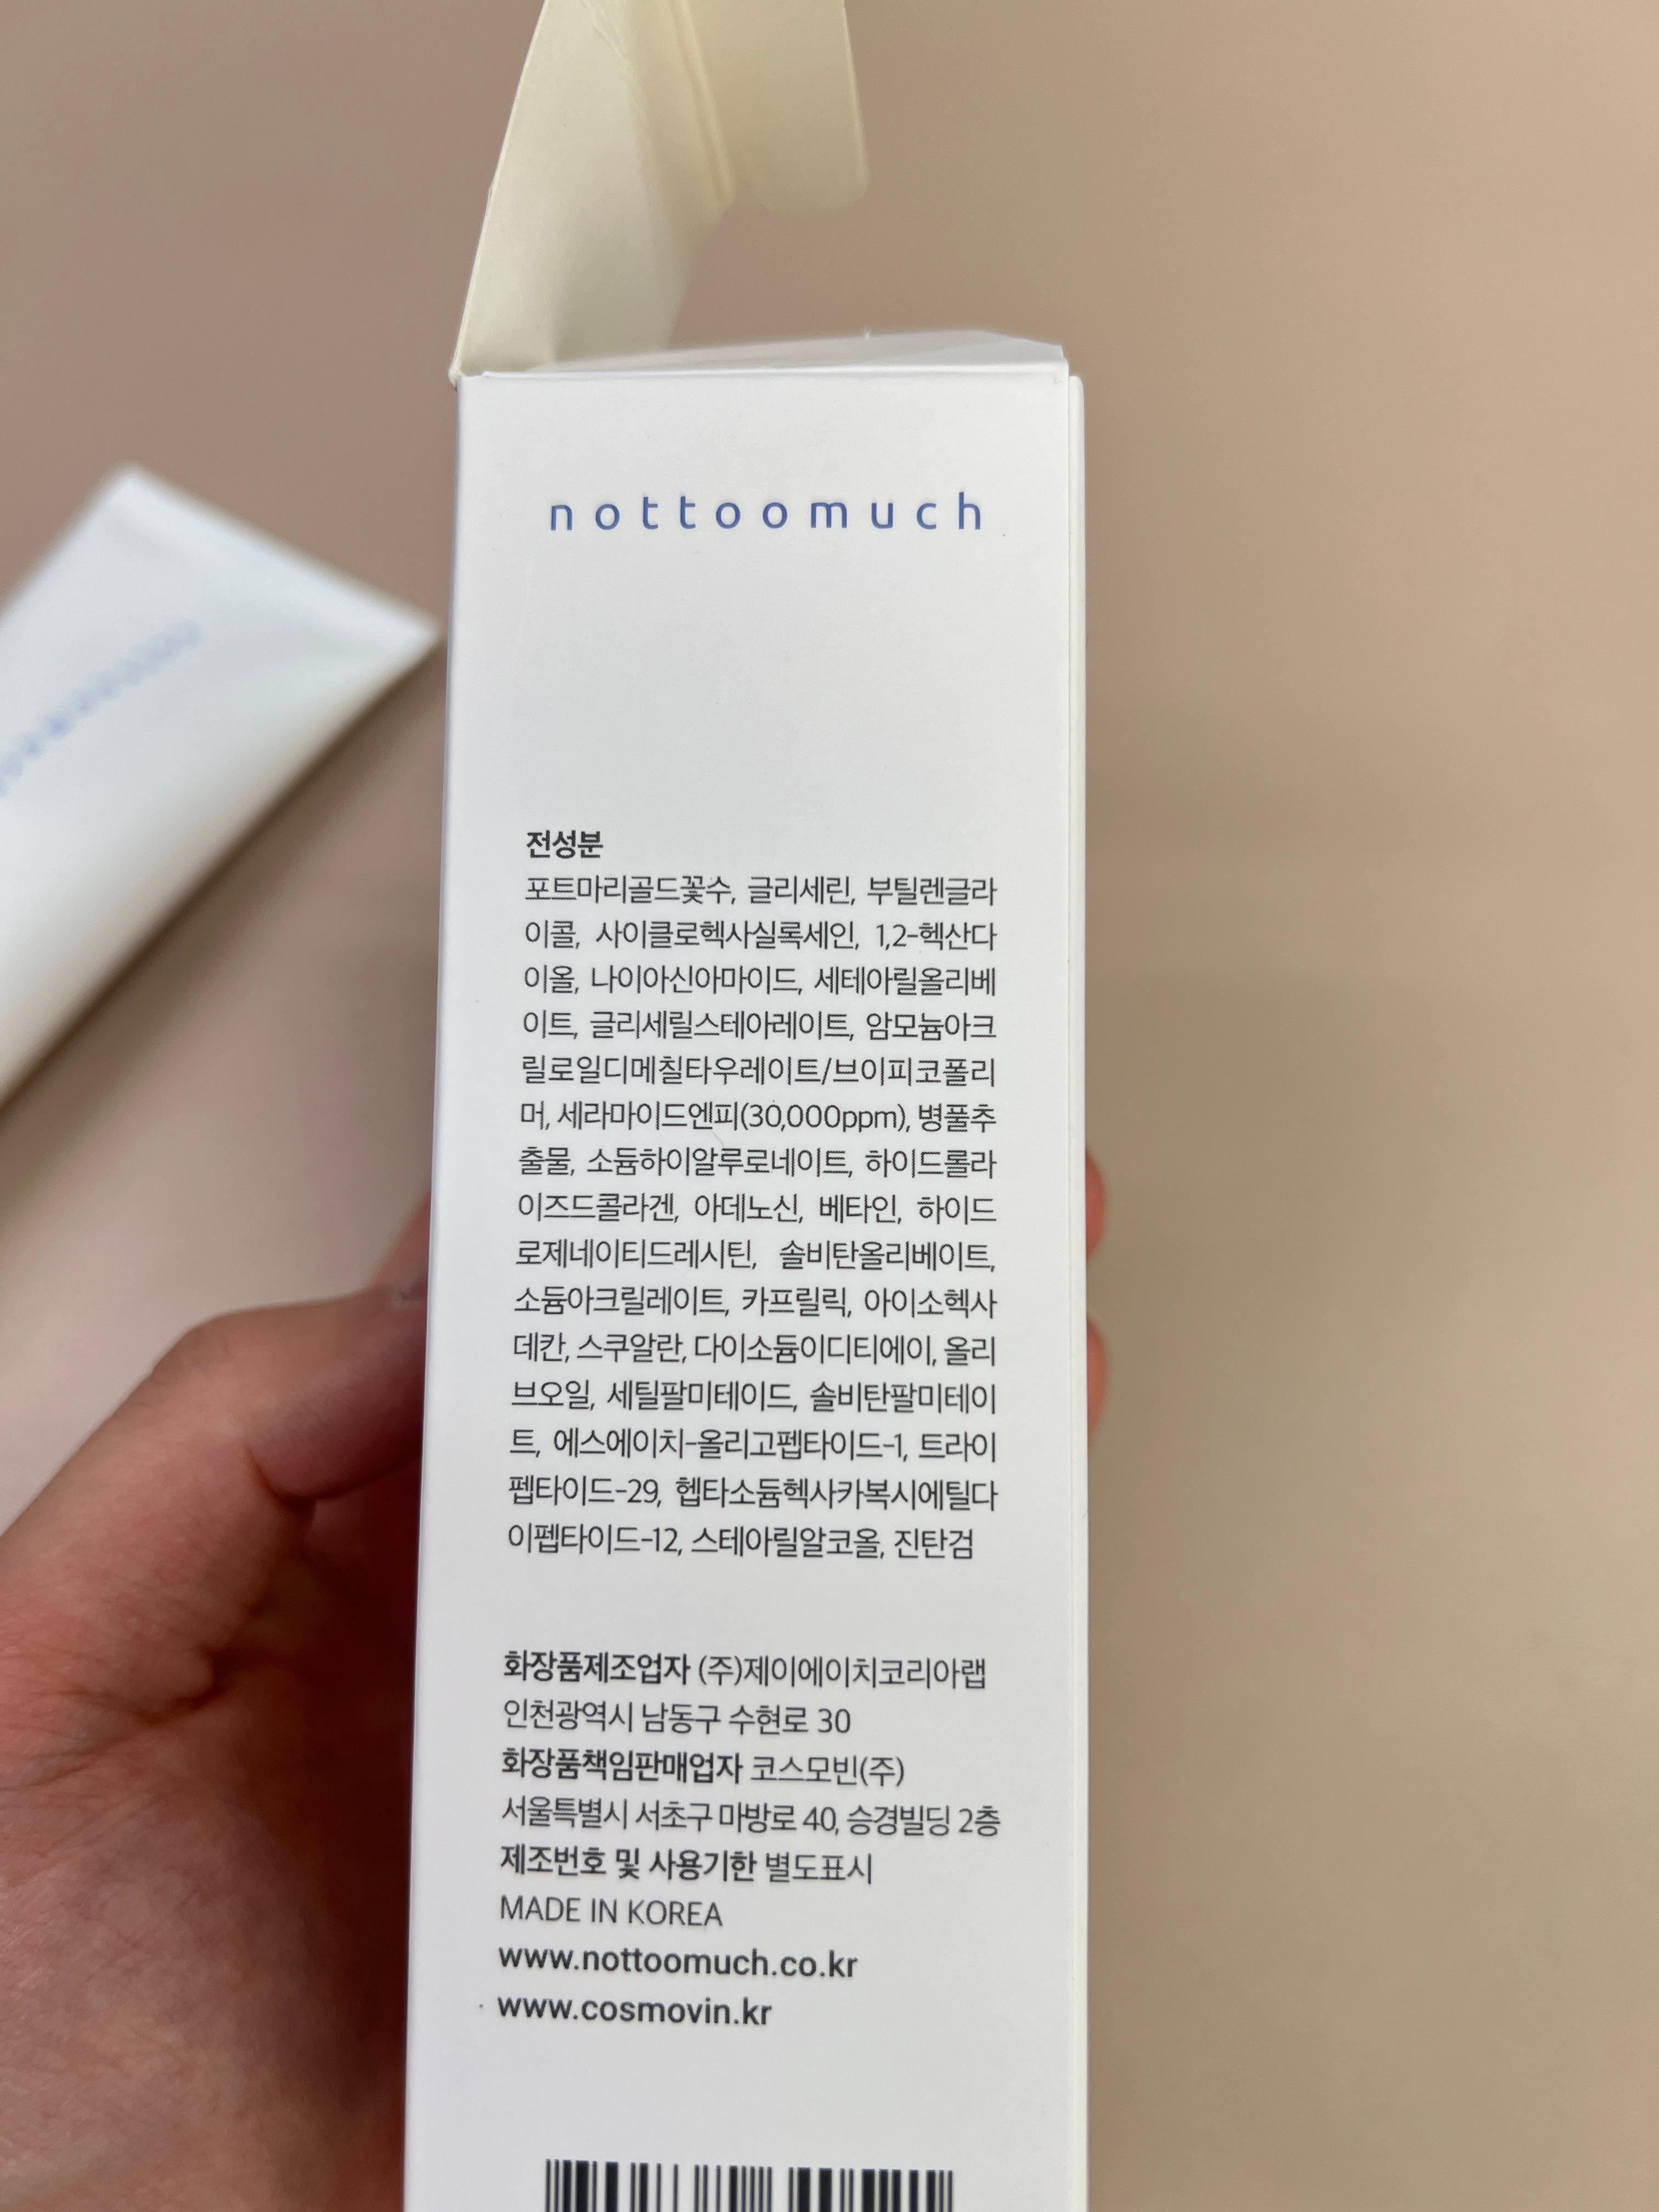 nottoomuch
전성분
포트마리골드꽃수, 글리세린, 부틸렌글라
이콜, 사이클로헥사실록세인, 1,2-헥산다
이올, 나이아신아마이드, 세테아릴올리베
이트, 글리세릴스테아레이트, 암모늄아크
릴로일디메칠타우레이트/브이피코폴리
머, 세라마이드엔피(30,000ppm), 병풀추
출물, 소듐하이알루로네이트, 하이드롤라
이즈드콜라겐, 아데노신, 베타인, 하이드
로제네이티드레시틴, 솔비탄올리베이트,
소듐아크릴레이트, 카프릴릭, 아이소헥사
데칸, 스쿠알란, 다이소듐이디티에이, 올리
브오일, 세틸팔미테이드, 솔비탄팔미테이
트, 에스에이치-올리고펩타이드-1, 트라이
펩타이드-29, 헵타소듐헥사카복시에틸다
이펩타이드-12, 스테아릴알코올, 진탄검
화장품제조업자 (주)제이에이치코리아랩
인천광역시 남동구 수현로 30
화장품책임판매업자 코스모빈(주)
서울특별시 서초구 마방로 40, 승경빌딩 2층
제조번호 및 사용기한 별도표시
MADE IN KOREA
www.nottoomuch.co.kr
www.cosmovin.kr